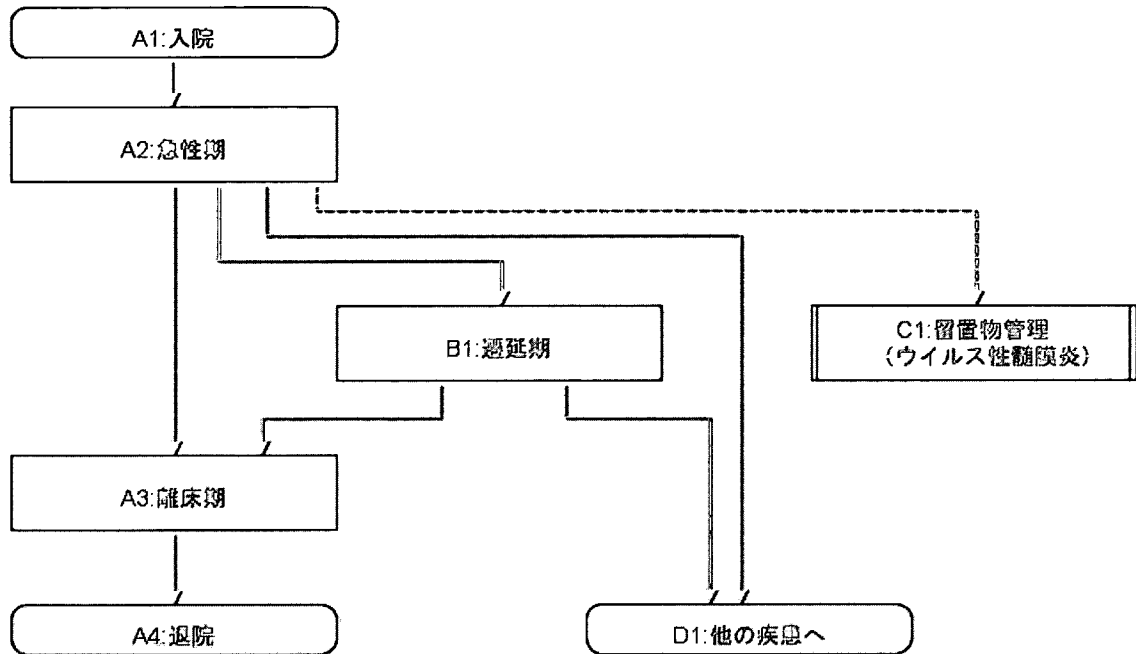 A1:入院
A2:急性期
B1:遷延期
C1:留置物管理
（ウイルス性髄膜炎）
A3:離床期
A4:退院
D1:他の疾患へ